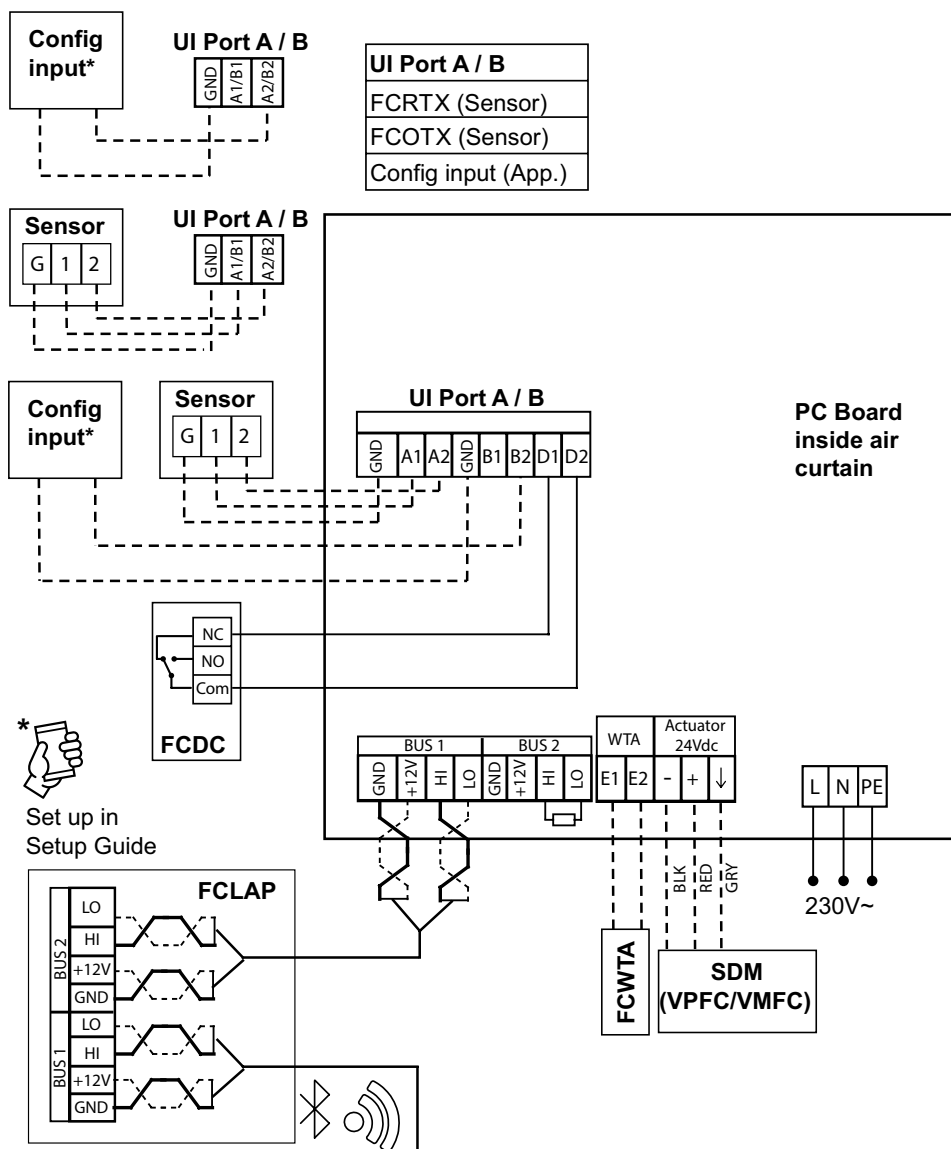 Config
input*
UI Port A / B
GND
A1/B1
A2/B2
UI Port A / B
FCRTX (Sensor)
FCOTX (Sensor)
Config input (App.)
Sensor
G 1 2
UI Port A / B
GND
A1/B1
A2/B2
Config
input*
Sensor
G 1 2
UI Port A / B
GND A1 A2 GND B1 B2 D1 D2
PC Board
inside air
curtain
NC
NO
Com
FCDC
*
Set up in
Setup Guide
BUS 1 BUS 2
GND +12V HI LO GND +12V HI LO
WTA
Actuator
24Vdc
E1 E2 - + ↓
BLK
RED
GRY
L N PE
230V~
FCWTA
SDM
(VPFC/VMFC)
FCLAP
BUS 2
LO
HI
+12V
GND
BUS 1
LO
HI
+12V
GND